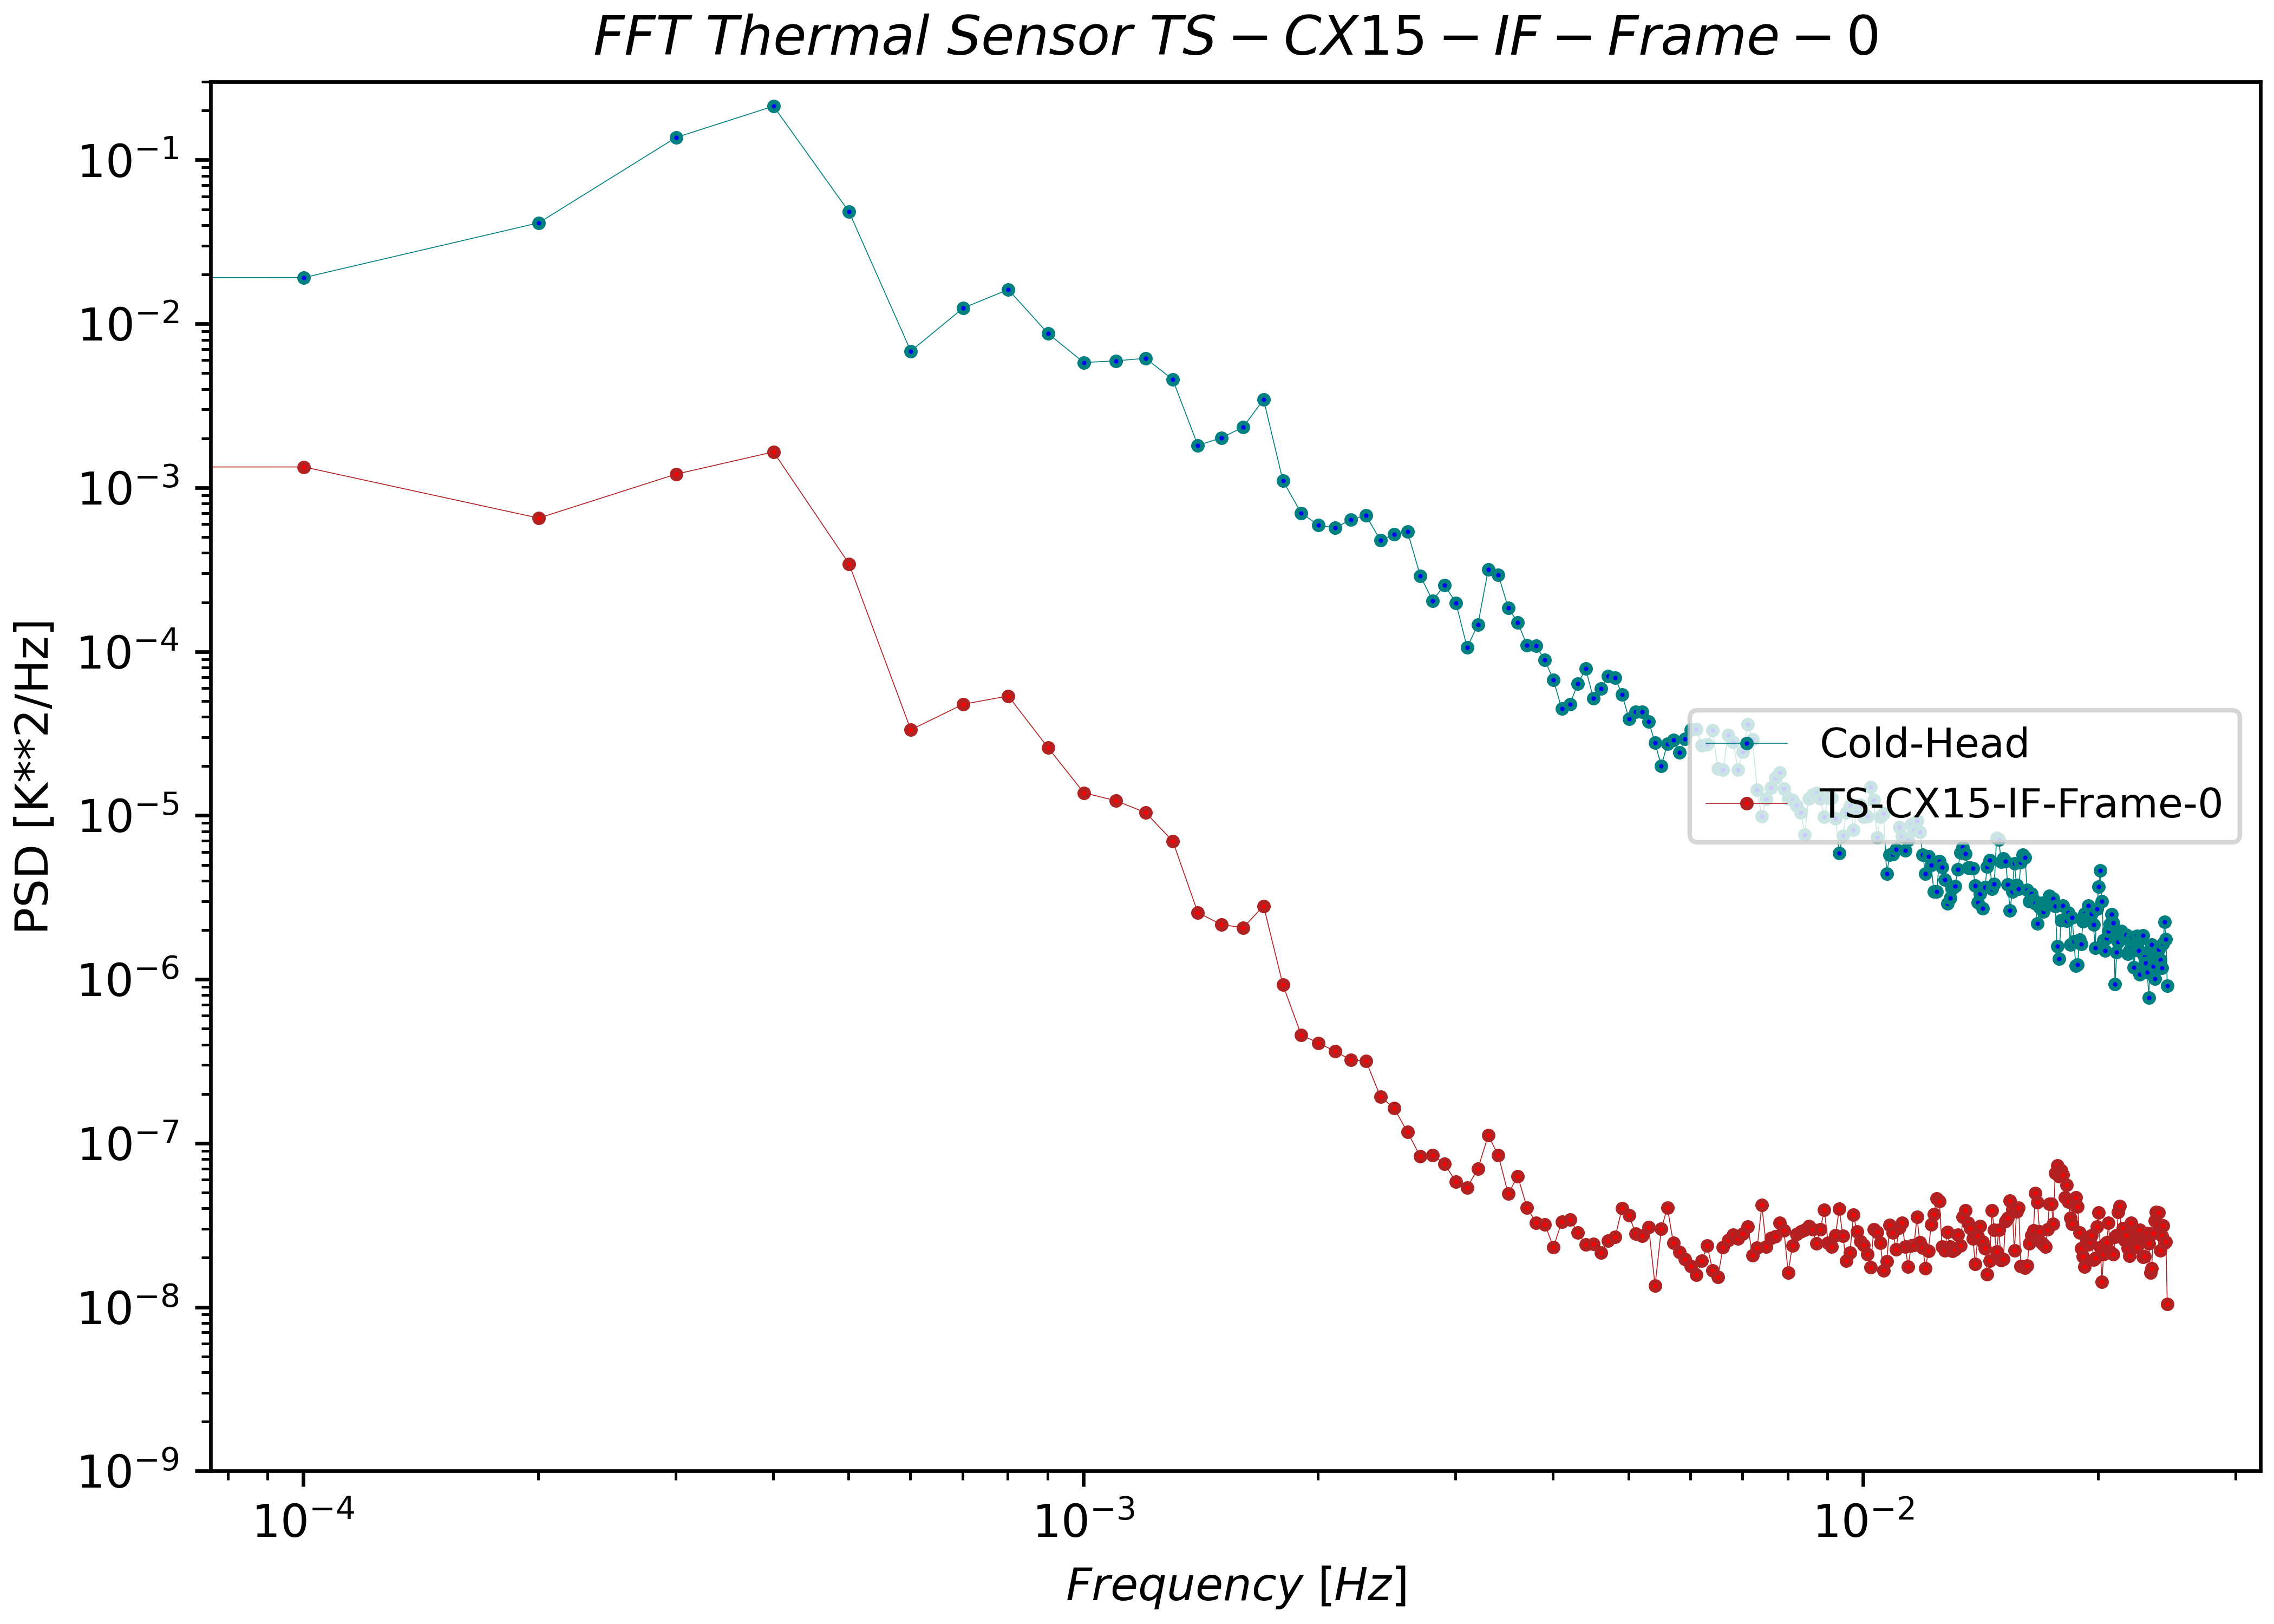 FFT Thermal Sensor TS − CX15 − IF − Frame − 0
PSD [K**2/Hz]
10⁻¹
10⁻²
10⁻³
10⁻⁴
10⁻⁵
10⁻⁶
10⁻⁷
10⁻⁸
10⁻⁹
Cold-Head
TS-CX15-IF-Frame-0
10⁻⁴ 10⁻³ 10⁻²
Frequency [Hz]